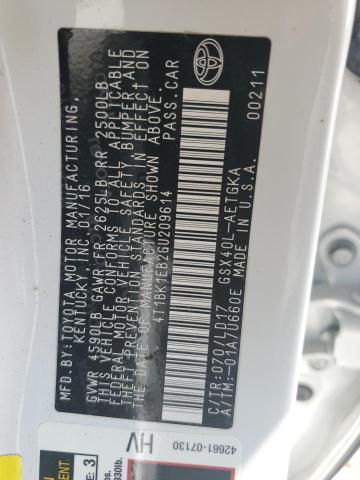 MFD.BY:TOYOTA MOTOR MANUFACTURING,
KENTUCKY, INC. 01/16
GVWR 4590LB GAWR FR 2625LB RR 2500LB
THIS VEHICLE CONFORMS TO ALL APPLICABLE
FEDERAL MOTOR VEHICLE SAFETY, BUMPER, AND
THEFT PREVENTION STANDARDS IN EFFECT ON
THE DATE OF MANUFACTURE SHOWN ABOVE.
4T1BK1EB2GU209614 PASS.CAR
C/TR:070/LD17 GSX40L-AETGKA
A/TM:-01A/U660E MADE IN U.S.A. 00211
42661-07130
HV
3